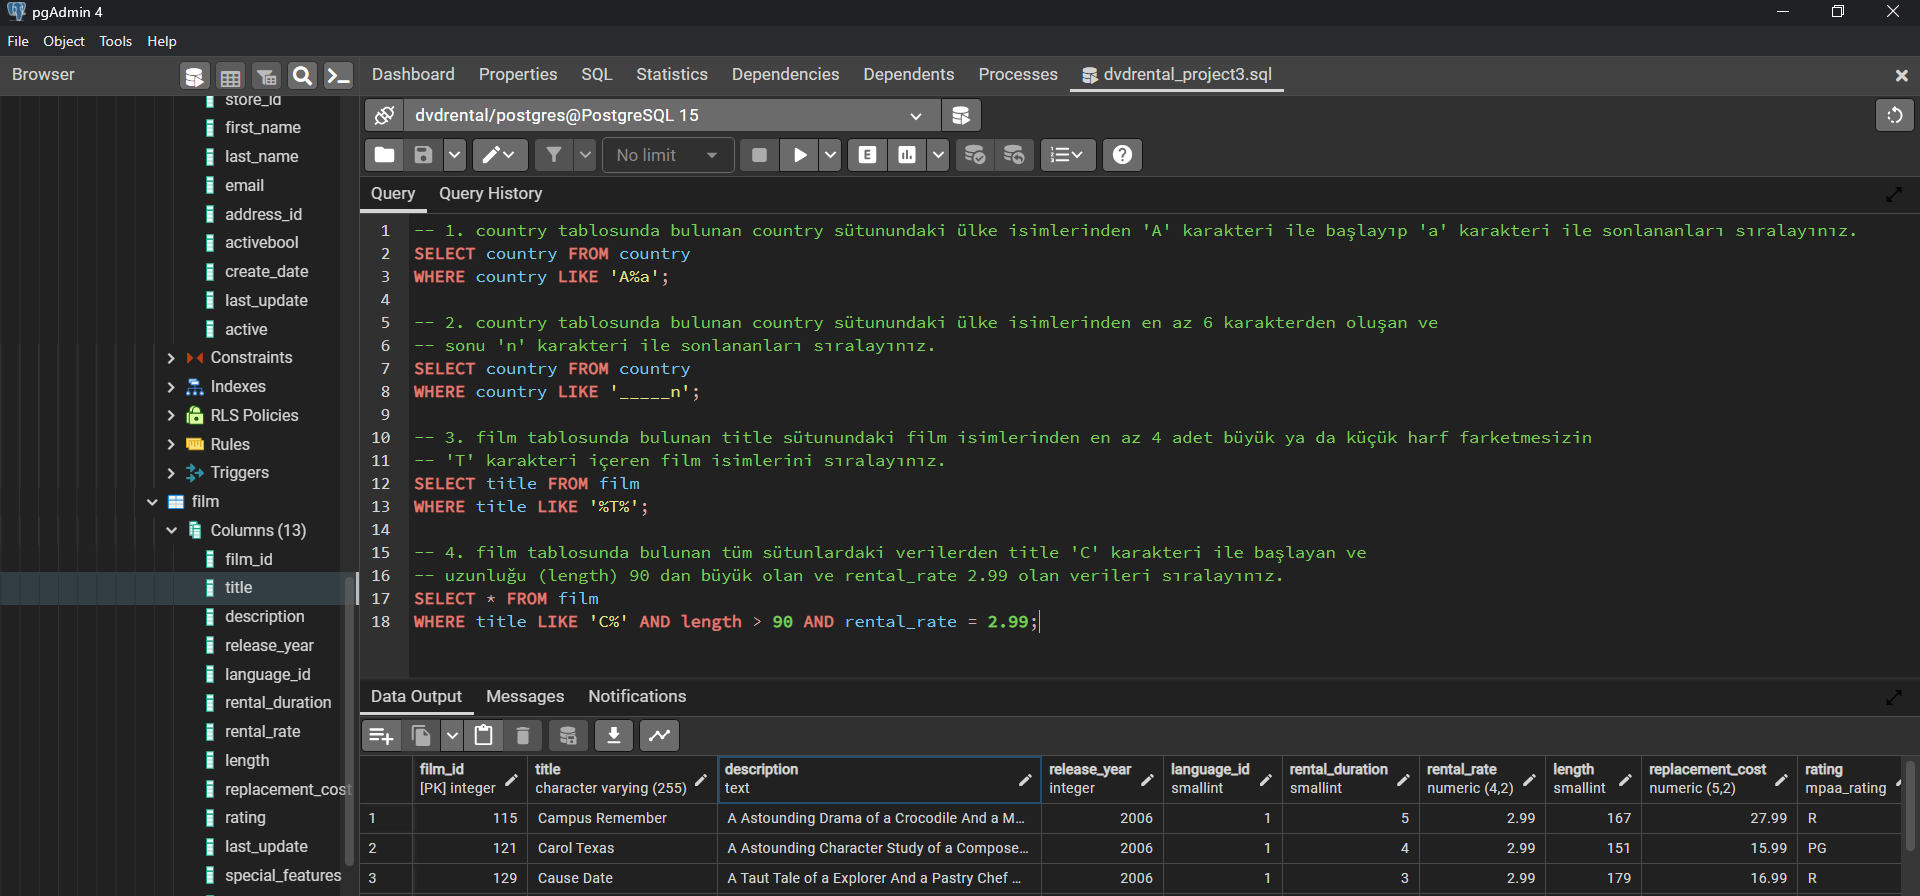 pgAdmin 4
File Object Tools Help
Browser
Dashboard Properties SQL Statistics Dependencies Dependents Processes dvdrental_project3.sql
store_id
first_name
last_name
email
address_id
activebool
create_date
last_update
active
Constraints
Indexes
RLS Policies
Rules
Triggers
film
Columns (13)
film_id
title
description
release_year
language_id
rental_duration
rental_rate
length
replacement_cost
rating
last_update
special_features
dvdrental/postgres@PostgreSQL 15
No limit
E
Query Query History
1 -- 1. country tablosunda bulunan country sütunundaki ülke isimlerinden 'A' karakteri ile başlayıp 'a' karakteri ile sonlananları sıralayınız.
2 SELECT country FROM country
3 WHERE country LIKE 'A%a';
4
5 -- 2. country tablosunda bulunan country sütunundaki ülke isimlerinden en az 6 karakterden oluşan ve
6 -- sonu 'n' karakteri ile sonlananları sıralayınız.
7 SELECT country FROM country
8 WHERE country LIKE '_____n';
9
10 -- 3. film tablosunda bulunan title sütunundaki film isimlerinden en az 4 adet büyük ya da küçük harf farketmesizin
11 -- 'T' karakteri içeren film isimlerini sıralayınız.
12 SELECT title FROM film
13 WHERE title LIKE '%T%';
14
15 -- 4. film tablosunda bulunan tüm sütunlardaki verilerden title 'C' karakteri ile başlayan ve
16 -- uzunluğu (length) 90 dan büyük olan ve rental_rate 2.99 olan verileri sıralayınız.
17 SELECT * FROM film
18 WHERE title LIKE 'C%' AND length > 90 AND rental_rate = 2.99;
Data Output Messages Notifications
film_id title description release_year language_id rental_duration rental_rate length replacement_cost rating
[PK] integer character varying (255) text integer smallint smallint numeric (4,2) smallint numeric (5,2) mpaa_rating
1 115 Campus Remember A Astounding Drama of a Crocodile And a M... 2006 1 5 2.99 167 27.99 R
2 121 Carol Texas A Astounding Character Study of a Compose... 2006 1 4 2.99 151 15.99 PG
3 129 Cause Date A Taut Tale of a Explorer And a Pastry Chef ... 2006 1 3 2.99 179 16.99 R